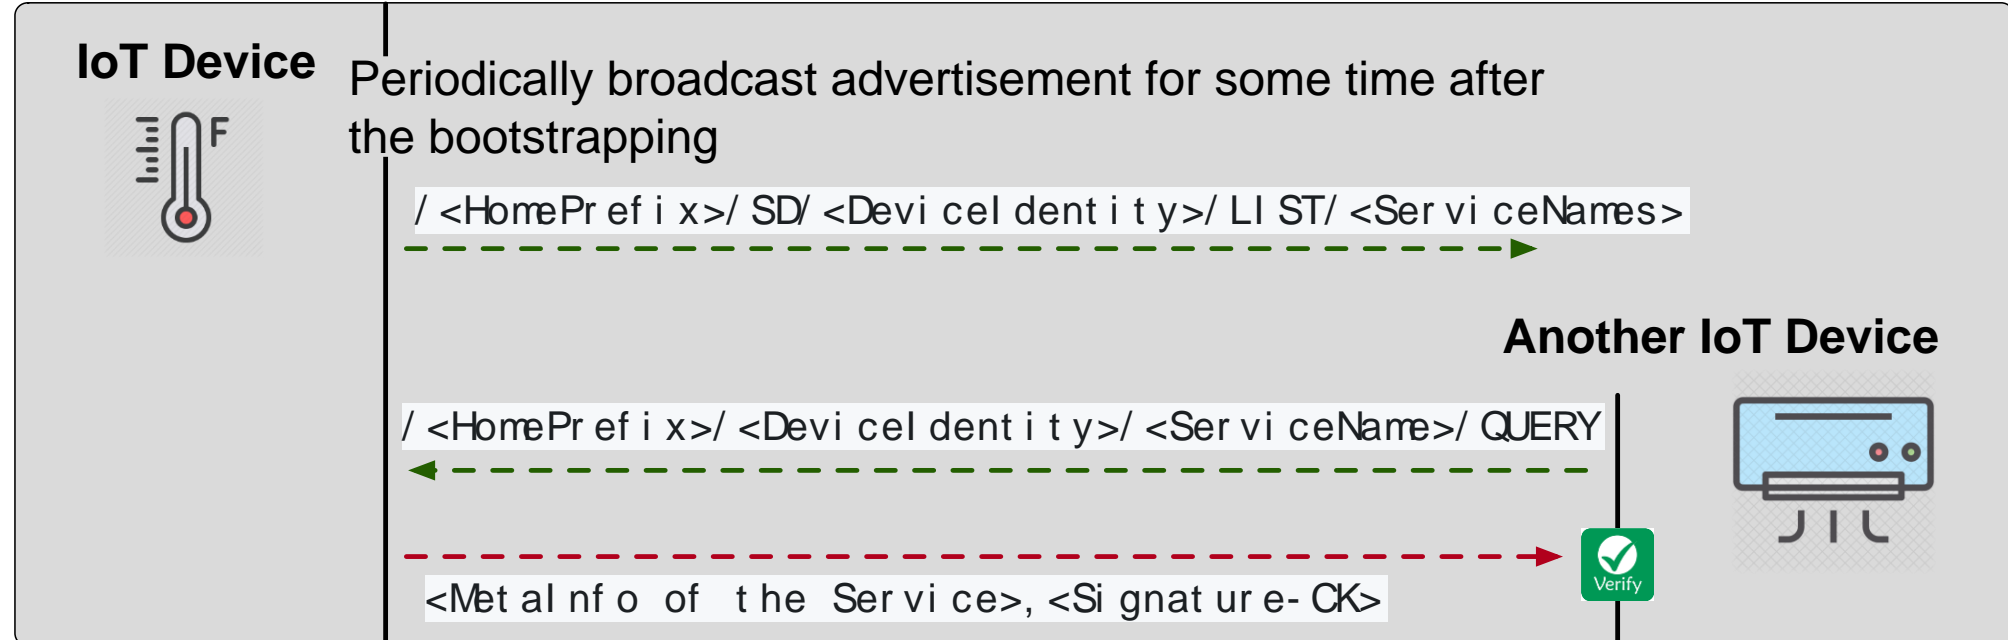 IoT Device
F
Periodically broadcast advertisement for some time after
the bootstrapping
/<HomePrefix>/SD/<DeviceIdentity>/LIST/<ServiceNames>
Another IoT Device
/<HomePrefix>/<DeviceIdentity>/<ServiceName>/QUERY
Verify
<MetaInfo of the Service>,<Signature-CK>